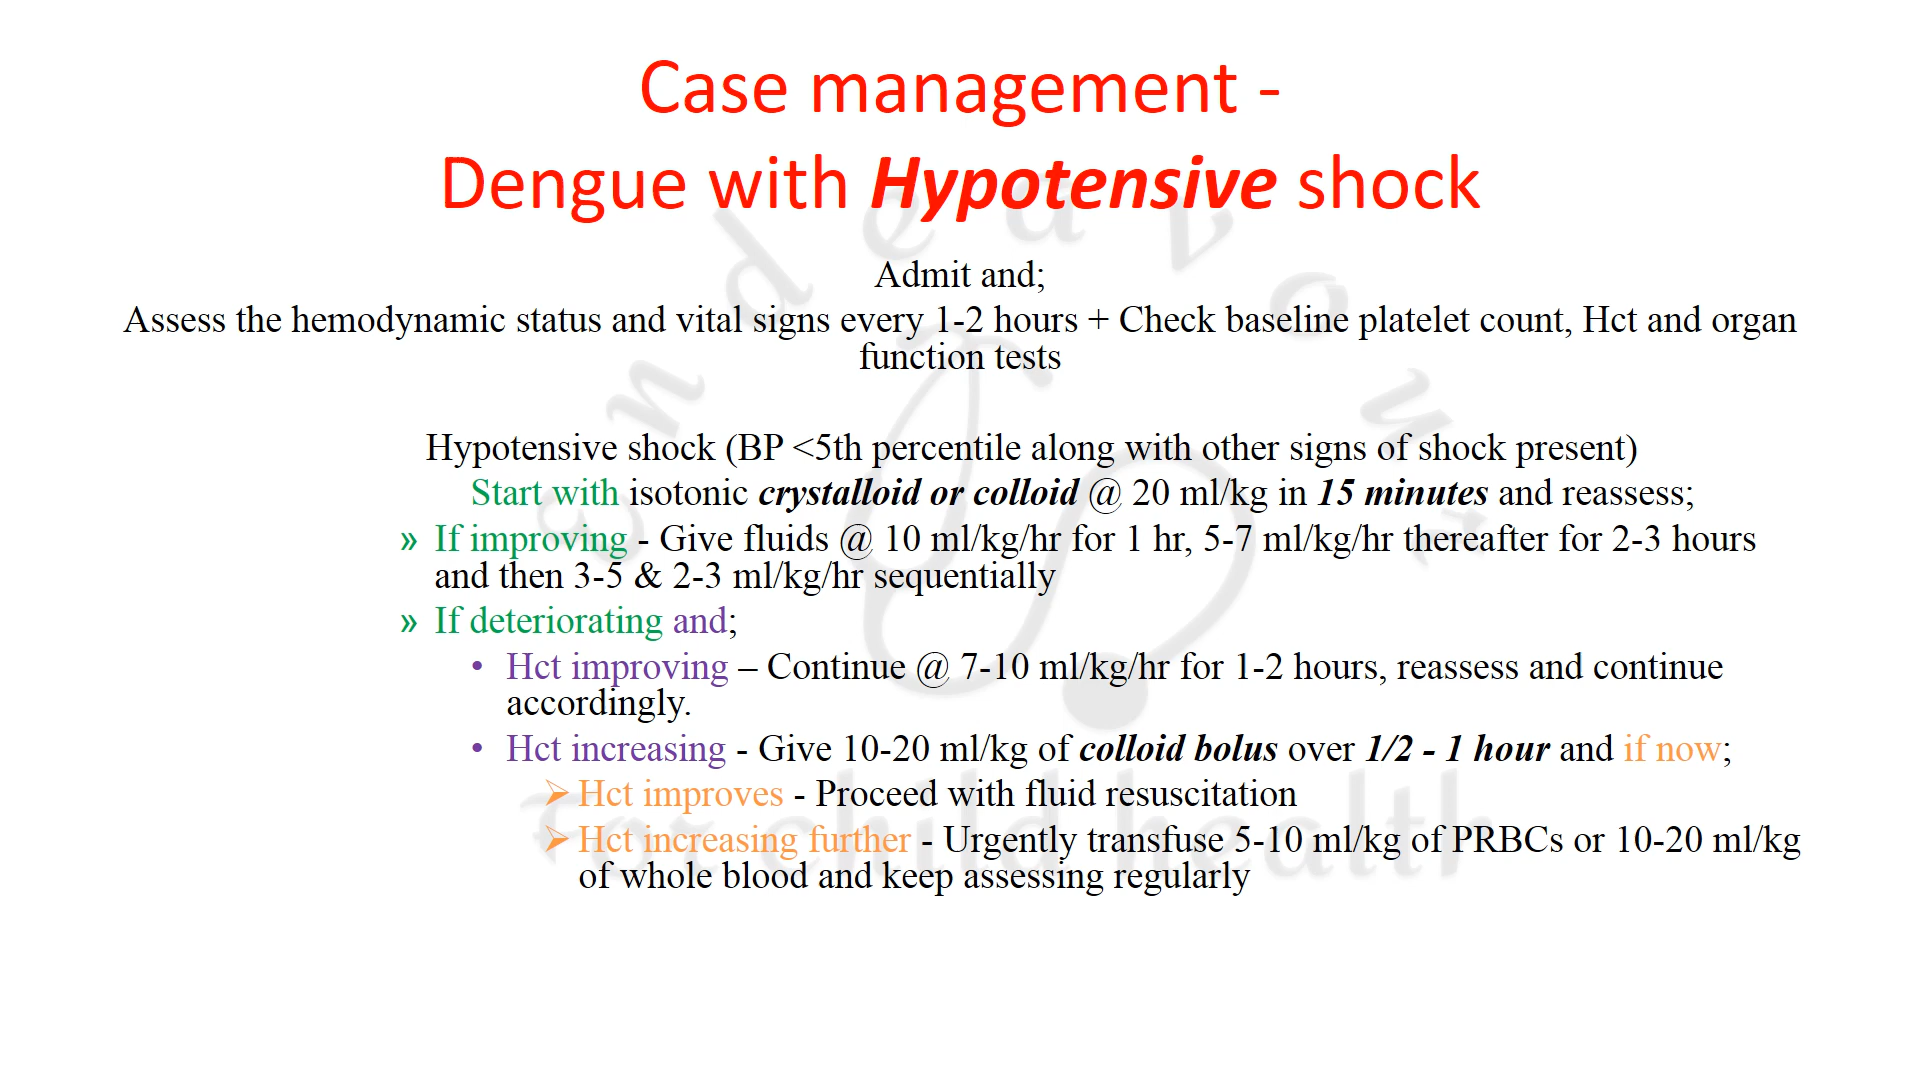 Case management -
Dengue with Hypotensive shock
Admit and;
Assess the hemodynamic status and vital signs every 1-2 hours + Check baseline platelet count, Hct and organ
function tests
Hypotensive shock (BP <5th percentile along with other signs of shock present)
Start with isotonic crystalloid or colloid @ 20 ml/kg in 15 minutes and reassess;
» If improving - Give fluids @ 10 ml/kg/hr for 1 hr, 5-7 ml/kg/hr thereafter for 2-3 hours
and then 3-5 & 2-3 ml/kg/hr sequentially
» If deteriorating and;
• Hct improving – Continue @ 7-10 ml/kg/hr for 1-2 hours, reassess and continue
accordingly.
• Hct increasing - Give 10-20 ml/kg of colloid bolus over 1/2 - 1 hour and if now;
➢ Hct improves - Proceed with fluid resuscitation
➢ Hct increasing further - Urgently transfuse 5-10 ml/kg of PRBCs or 10-20 ml/kg
of whole blood and keep assessing regularly
Endeavour
For child health